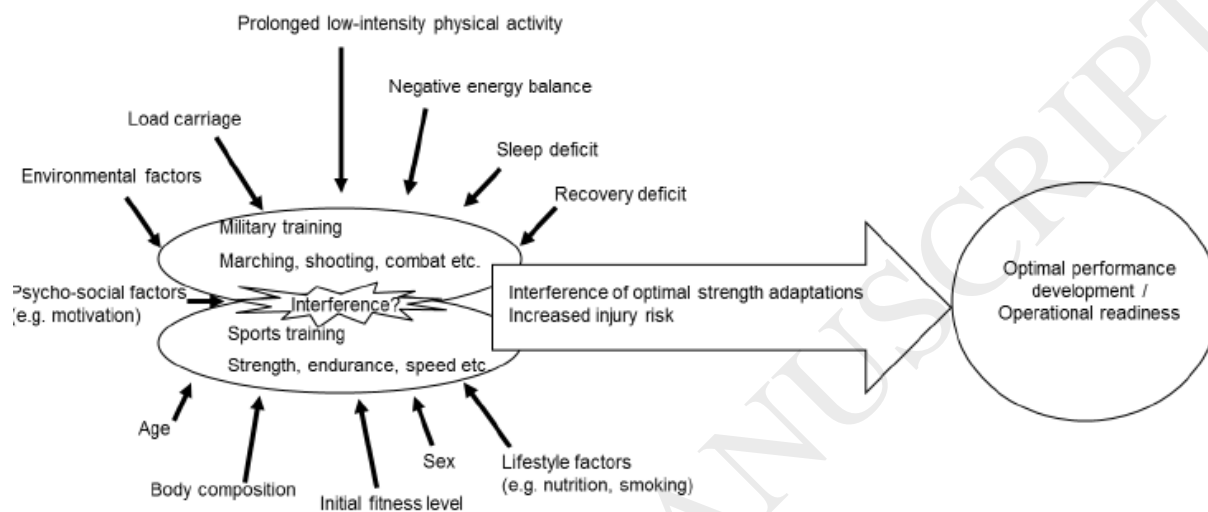 Prolonged low-intensity physical activity
Negative energy balance
Load carriage
Sleep deficit
Environmental factors
Recovery deficit
Military training
Marching, shooting, combat etc.
Psycho-social factors
(e.g. motivation)
Interference?
Sports training
Strength, endurance, speed etc
Interference of optimal strength adaptations
Increased injury risk
Optimal performance
development /
Operational readiness
Age
Body composition
Initial fitness level
Sex
Lifestyle factors
(e.g. nutrition, smoking)
ANUSCRIPT